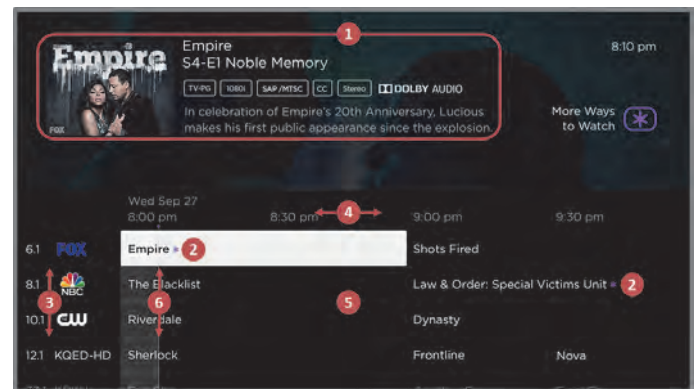 1
Empire
Empire
S4-E1 Noble Memory
8:10 pm
TV-PG 1080i SAP/MTSC CC Stereo DOLBY AUDIO
In celebration of Empire's 20th Anniversary, Lucious
makes his first public appearance since the explosion.
FOX
More Ways
to Watch
Wed Sep 27
8:00 pm 8:30 pm 4 9:00 pm 9:30 pm
6.1 FOX Empire 2 Shots Fired
8.1 NBC The Blacklist Law & Order: Special Victims Unit 2
3 6 5
10.1 CW Riverdale Dynasty
12.1 KQED-HD Sherlock Frontline Nova